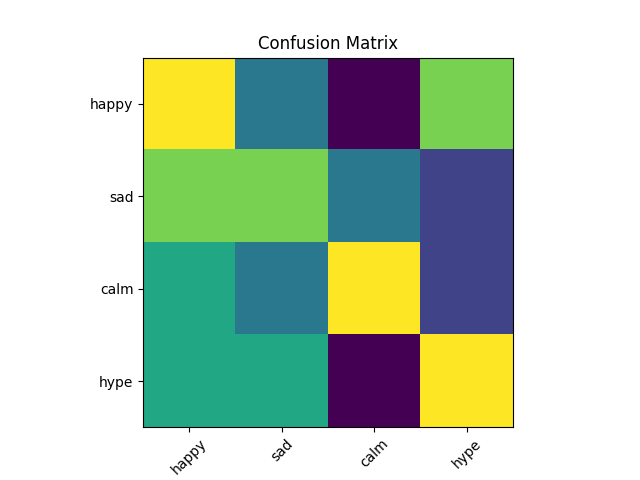 Confusion Matrix
happy
sad
calm
hype
happy sad calm hype